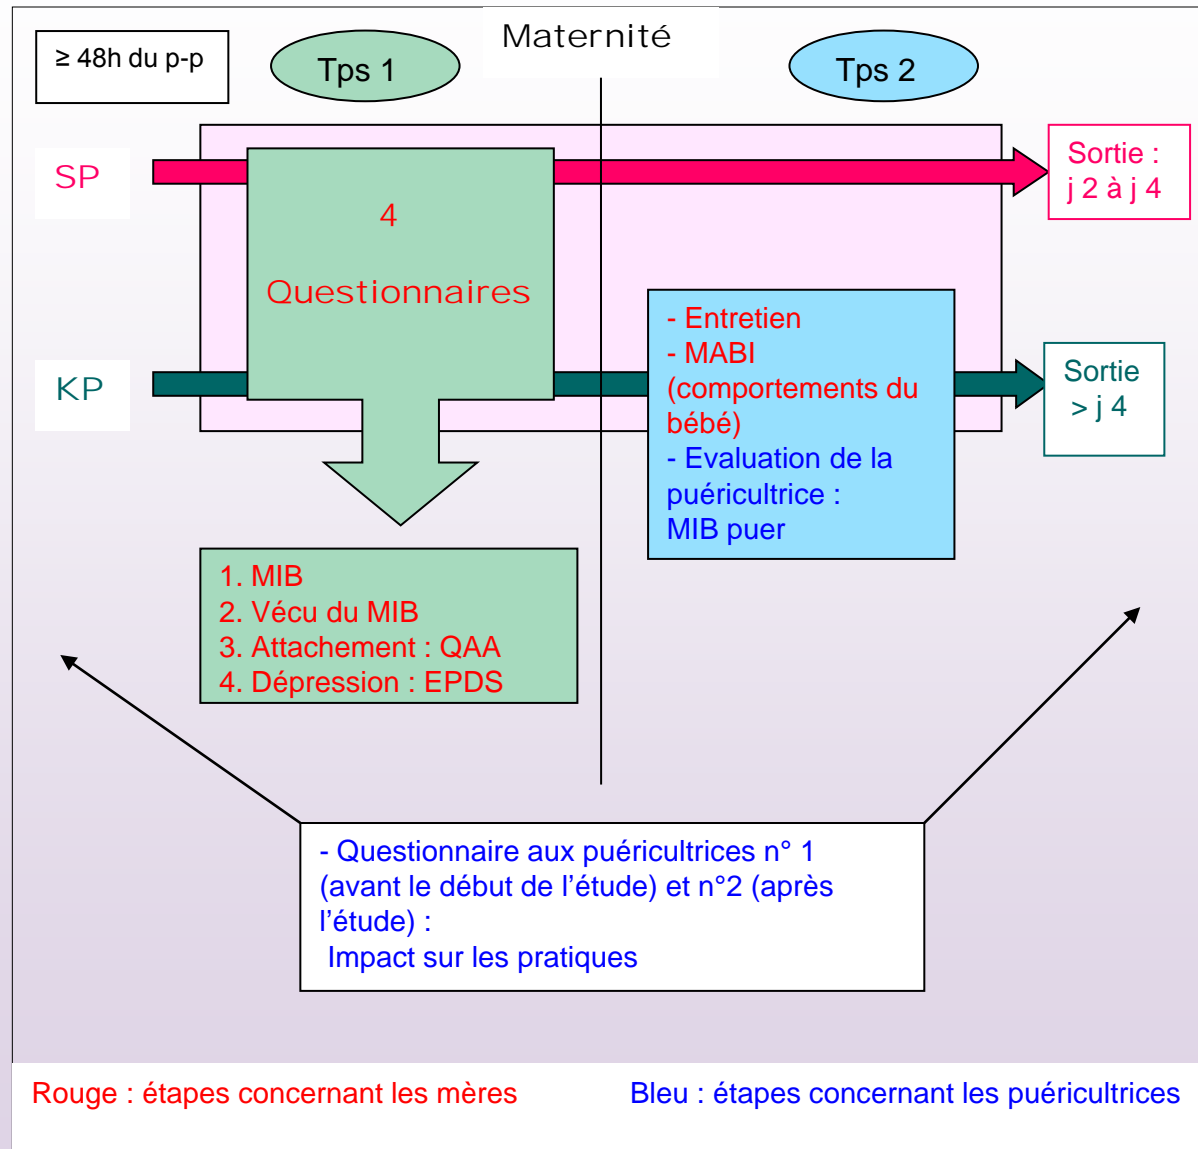 Maternité
≥ 48h du p-p
Tps 1
Tps 2
SP
Sortie :
j 2 à j 4
4
Questionnaires
KP
- Entretien
- MABI
(comportements du
bébé)
- Evaluation de la
puéricultrice :
MIB puer
Sortie
> j 4
1. MIB
2. Vécu du MIB
3. Attachement : QAA
4. Dépression : EPDS
- Questionnaire aux puéricultrices n° 1
(avant le début de l’étude) et n°2 (après
l’étude) :
Impact sur les pratiques
Rouge : étapes concernant les mères
Bleu : étapes concernant les puéricultrices